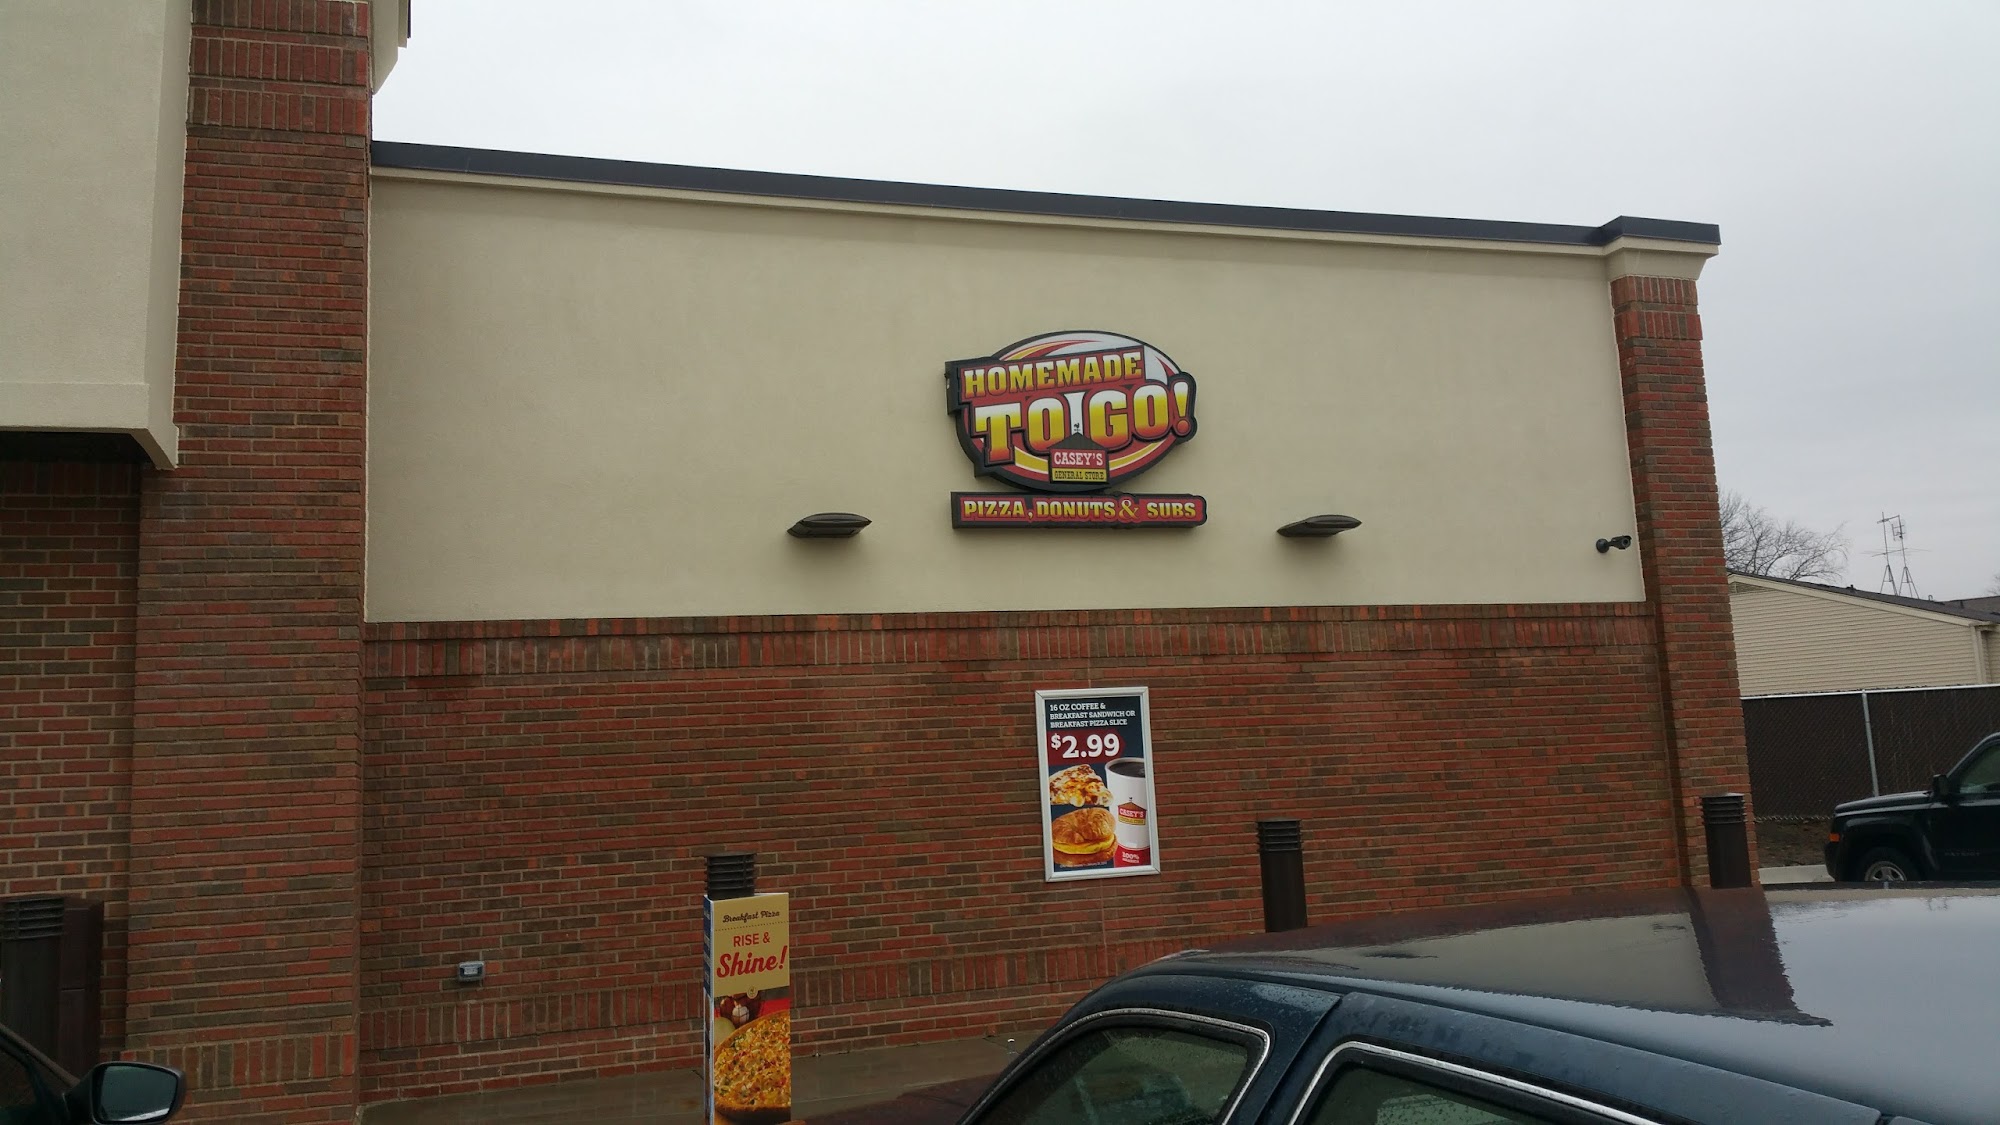 HOMEMADE
TO GO!
CASEY'S
GENERAL STORE
PIZZA, DONUTS & SUBS
16 OZ COFFEE &
BREAKFAST SANDWICH OR
BREAKFAST PIZZA SLICE
$2.99
CASEY'S
100%
Breakfast Pizza
RISE &
Shine!